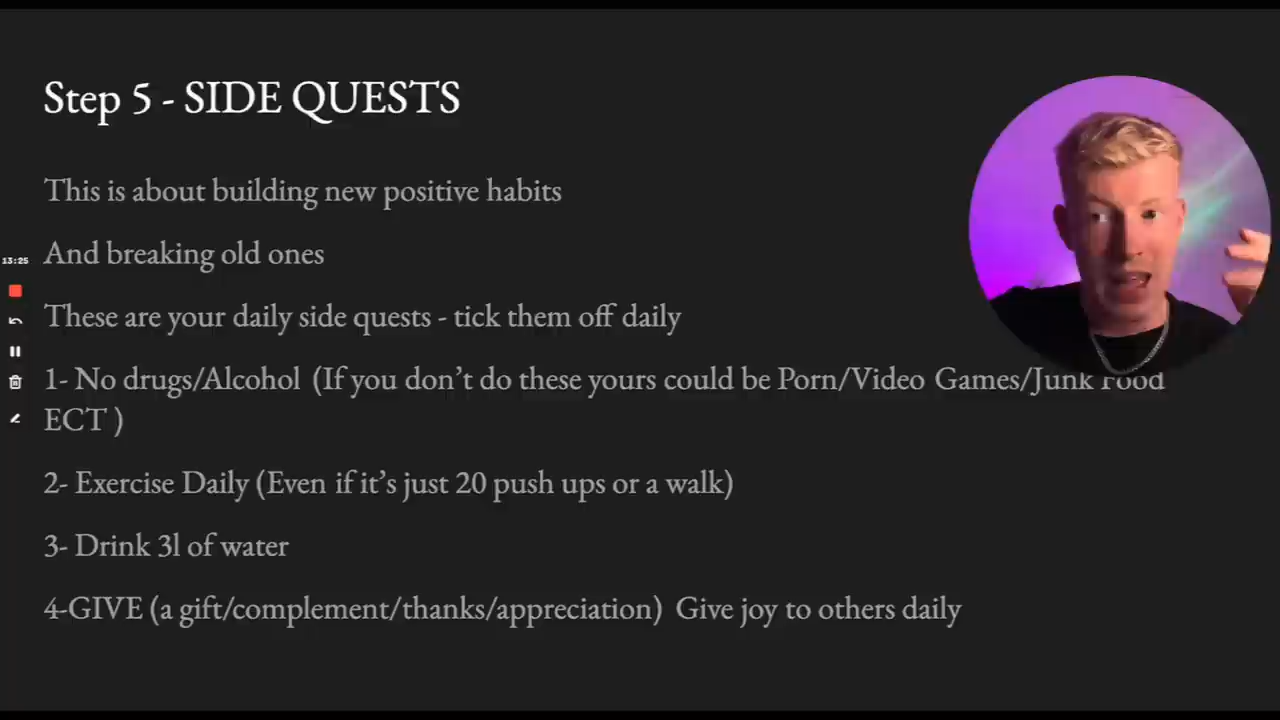 Step 5 - SIDE QUESTS
This is about building new positive habits
And breaking old ones
13:25
These are your daily side quests - tick them off daily
1- No drugs/Alcohol (If you don't do these yours could be Porn/Video Games/Junk Food
ECT )
2- Exercise Daily (Even if it's just 20 push ups or a walk)
3- Drink 3l of water
4-GIVE (a gift/complement/thanks/appreciation) Give joy to others daily